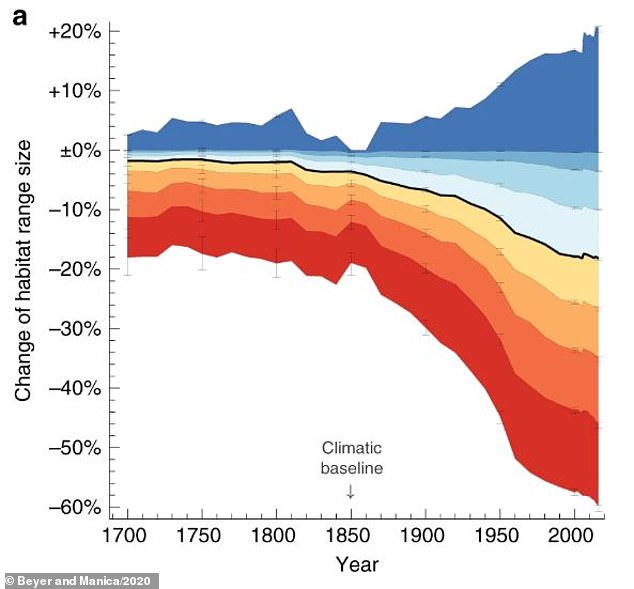 a
+20%
+10%
±0%
−10%
−20%
−30%
−40%
−50%
−60%
Change of habitat range size
Climatic
baseline
↓
1700 1750 1800 1850 1900 1950 2000
Year
© Beyer and Manica/2020